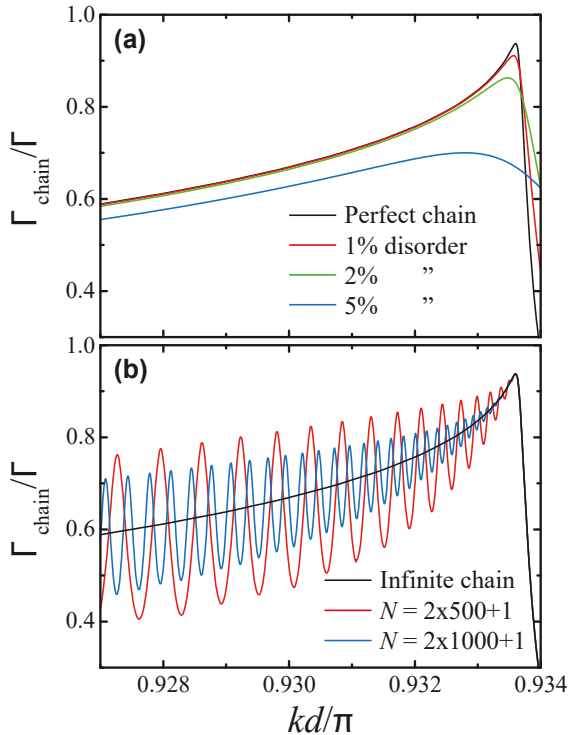 (a)
1.0
0.8
0.6
0.4
Γchain/Γ
Perfect chain
1% disorder
2% ”
5% ”
(b)
1.0
0.8
0.6
0.4
Γchain/Γ
Infinite chain
N = 2x500+1
N = 2x1000+1
0.928 0.930 0.932 0.934
kd/π